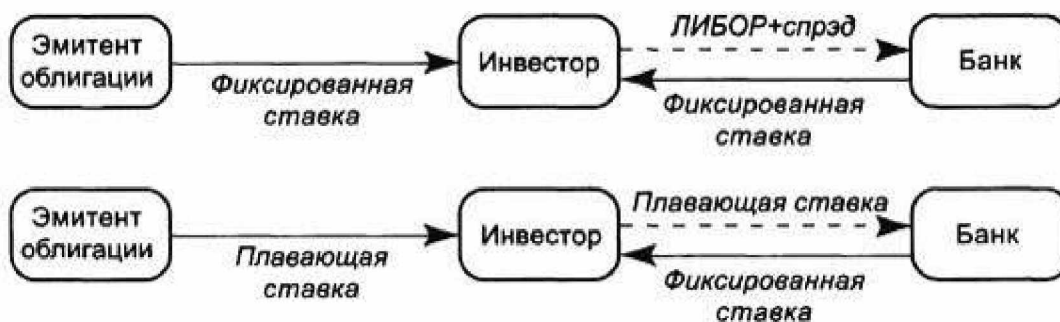 Эмитент
облигации
Фиксированная
ставка
Инвестор
ЛИБОР+спрэд
Фиксированная
ставка
Банк
Эмитент
облигации
Плавающая
ставка
Инвестор
Плавающая ставка
Фиксированная
ставка
Банк